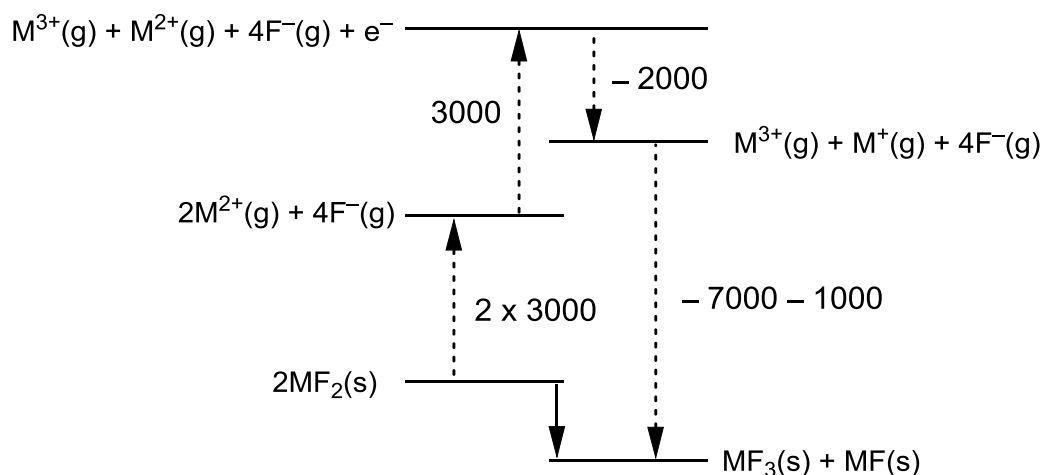 M³⁺(g) + M²⁺(g) + 4F⁻(g) + e⁻
– 2000
3000
M³⁺(g) + M⁺(g) + 4F⁻(g)
2M²⁺(g) + 4F⁻(g)
– 7000 – 1000
2 x 3000
2MF₂(s)
MF₃(s) + MF(s)